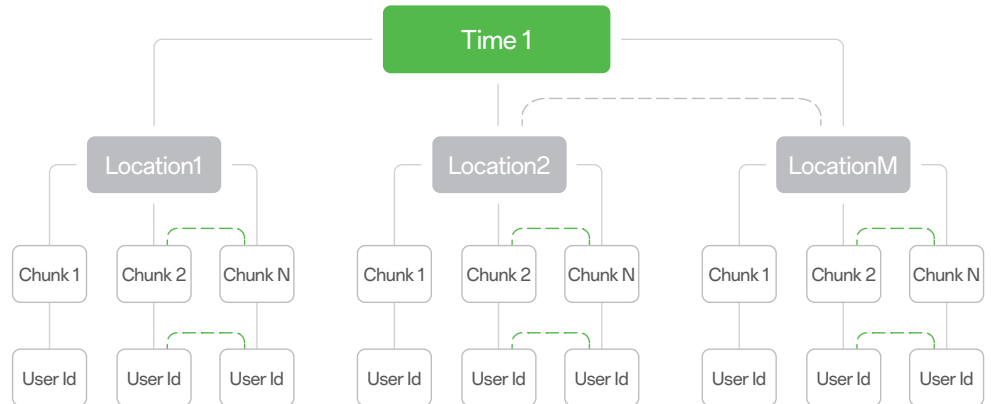 Time 1
Location1
Location2
LocationM
Chunk 1
Chunk 2
Chunk N
Chunk 1
Chunk 2
Chunk N
Chunk 1
Chunk 2
Chunk N
User Id
User Id
User Id
User Id
User Id
User Id
User Id
User Id
User Id